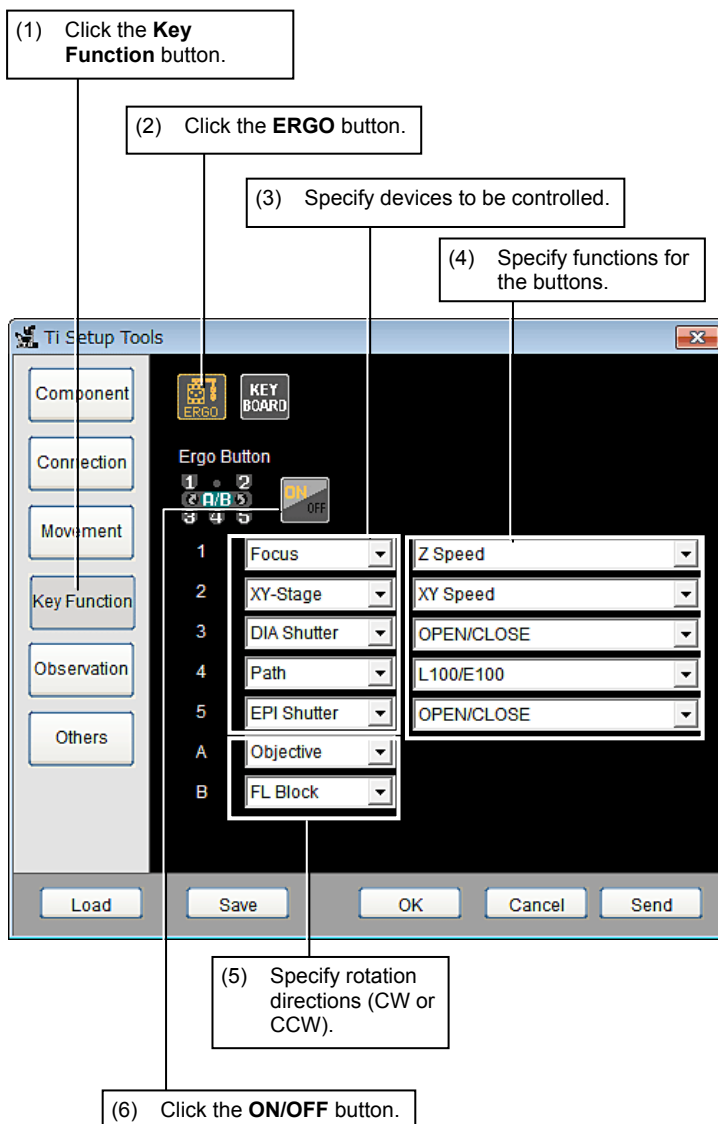 (1) Click the Key
Function button.
(2) Click the ERGO button.
(3) Specify devices to be controlled.
(4) Specify functions for
the buttons.
Ti Setup Tools
Component
ERGO
KEY
BOARD
Connection
Ergo Button
1 2
A/B
3 4 5
ON
OFF
Movement
1 Focus Z Speed
Key Function
2 XY-Stage XY Speed
3 DIA Shutter OPEN/CLOSE
Observation
4 Path L100/E100
5 EPI Shutter OPEN/CLOSE
Others
A Objective
B FL Block
Load Save OK Cancel Send
(5) Specify rotation
directions (CW or
CCW).
(6) Click the ON/OFF button.